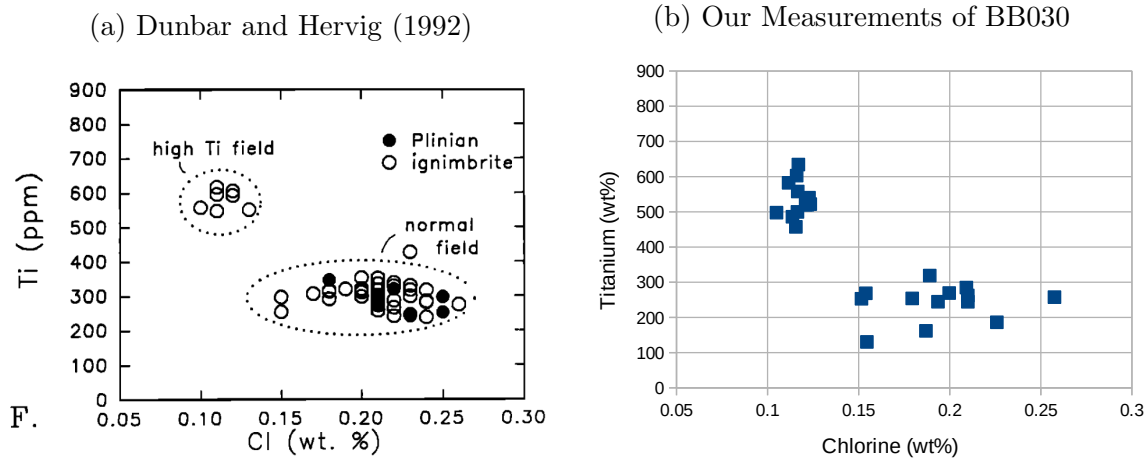 (a) Dunbar and Hervig (1992)
900
800
700
600
500
400
300
200
100
0
Ti (ppm)
high Ti field
Plinian
ignimbrite
normal
field
0.05
0.10
0.15
0.20
0.25
0.30
Cl (wt. %)
F.
(b) Our Measurements of BB030
900
800
700
600
500
400
300
200
100
0
Titanium (wt%)
0.05
0.1
0.15
0.2
0.25
0.3
Chlorine (wt%)